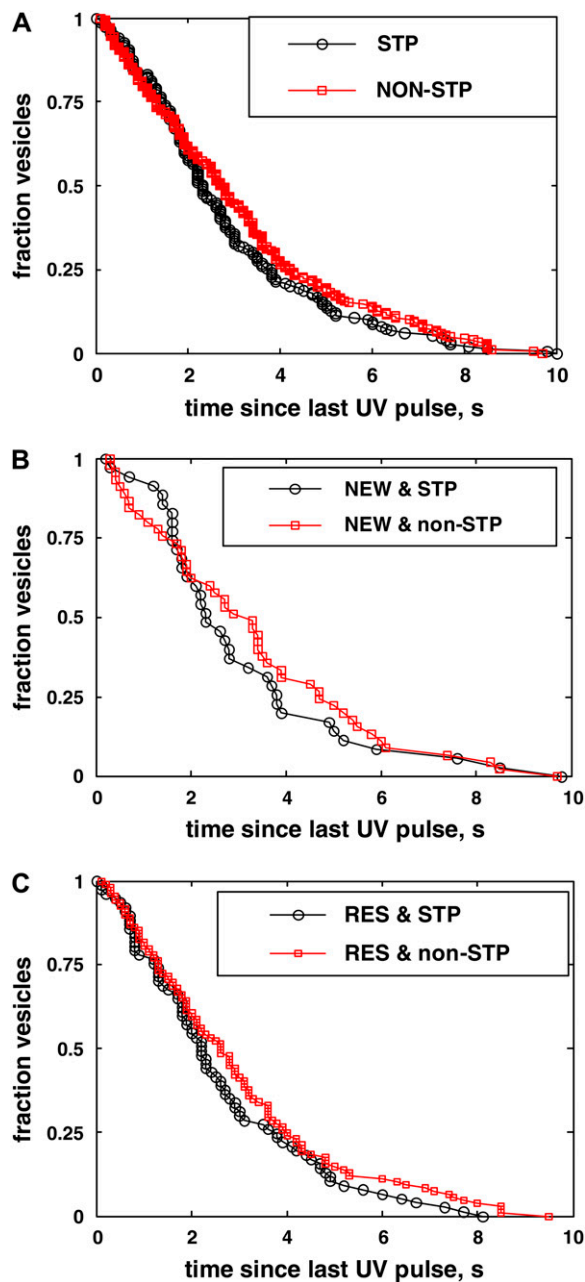 A
1
0.75
0.5
0.25
0
fraction vesicles
STP
NON-STP
0 2 4 6 8 10
time since last UV pulse, s
B
1
0.75
0.5
0.25
0
fraction vesicles
NEW & STP
NEW & non-STP
0 2 4 6 8 10
time since last UV pulse, s
C
1
0.75
0.5
0.25
0
fraction vesicles
RES & STP
RES & non-STP
0 2 4 6 8 10
time since last UV pulse, s